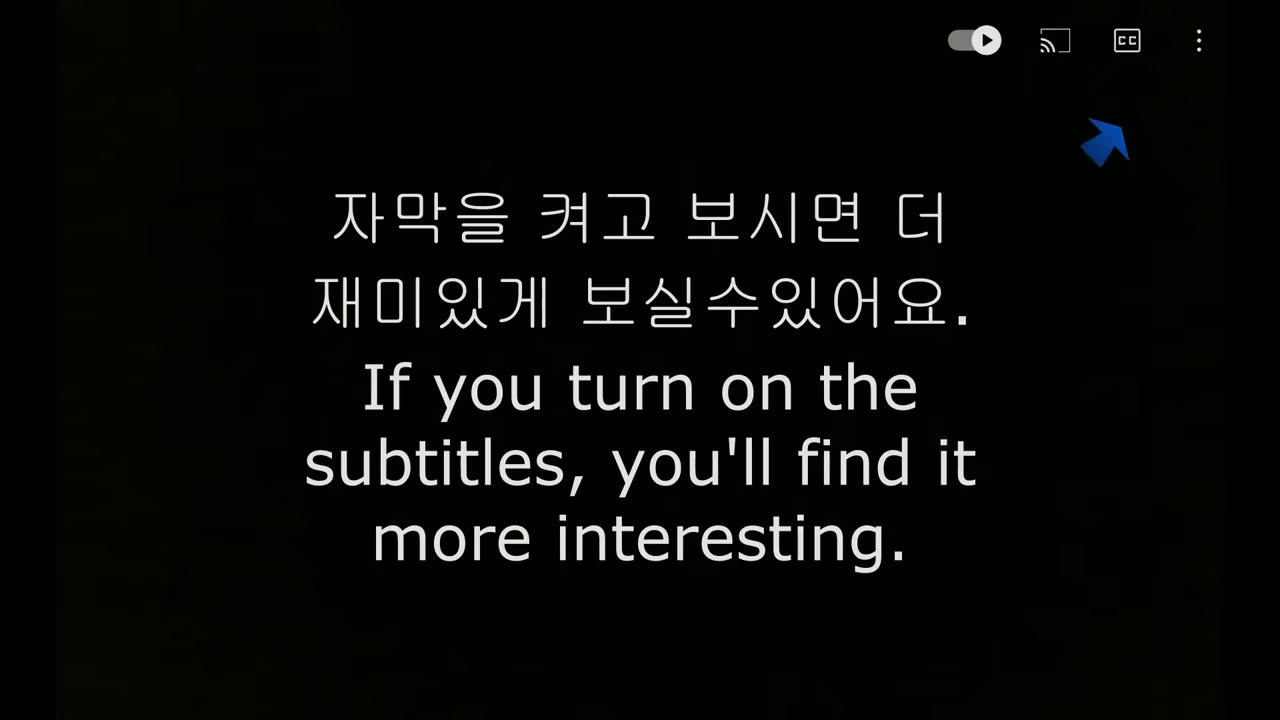 CC
자막을 켜고 보시면 더
재미있게 보실수있어요.
If you turn on the
subtitles, you'll find it
more interesting.